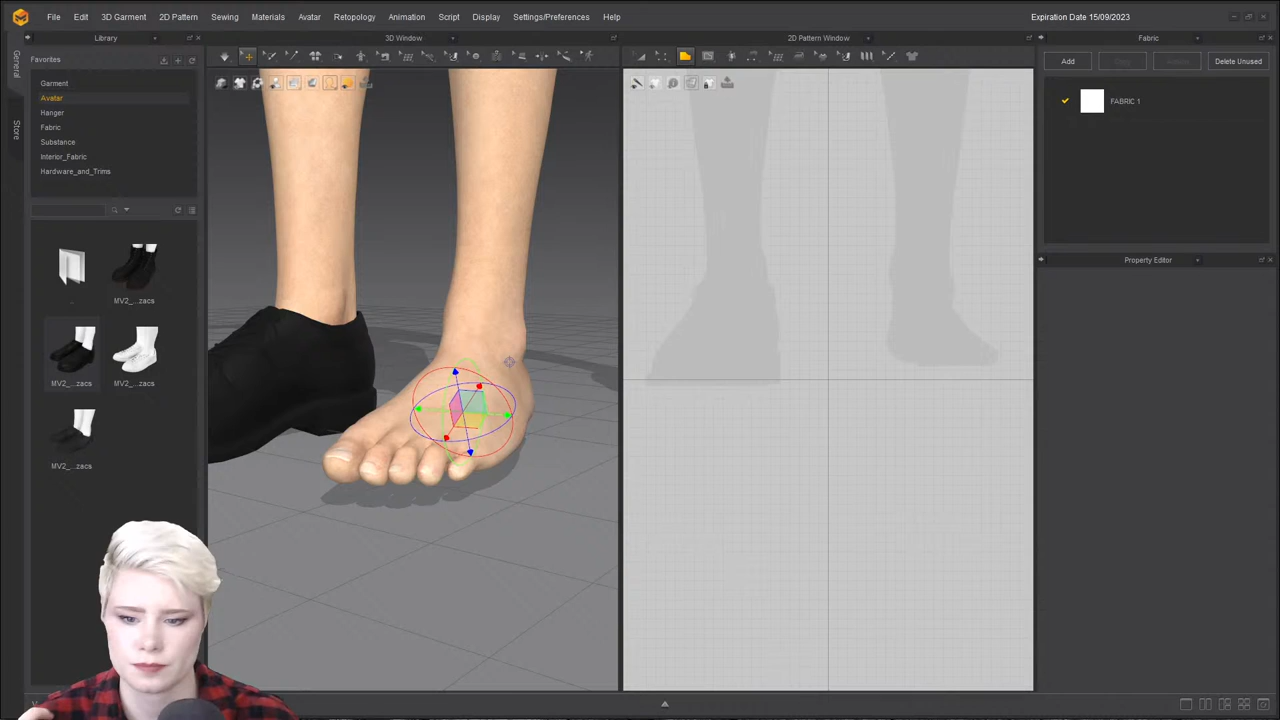 File Edit 3D Garment 2D Pattern Sewing Materials Avatar Retopology Animation Script Display Settings/Preferences Help Expiration Date 15/09/2023
Library 3D Window 2D Pattern Window Fabric
General
Store
Favorites
Garment
Avatar
Hanger
Fabric
Substance
Interior_Fabric
Hardware_and_Trims
..
MV2_...zacs
MV2_...zacs
MV2_...zacs
MV2_...zacs
Add
Delete Unused
FABRIC 1
Property Editor